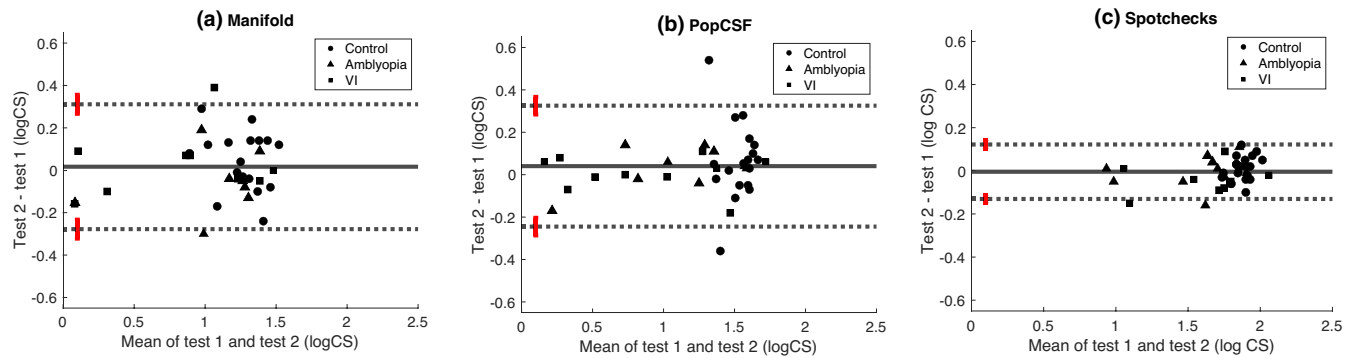 (a) Manifold
Control
Amblyopia
VI
0.6
0.4
0.2
0
-0.2
-0.4
-0.6
Test 2 - test 1 (logCS)
0 0.5 1 1.5 2 2.5
Mean of test 1 and test 2 (logCS)
(b) PopCSF
Control
Amblyopia
VI
0.6
0.4
0.2
0
-0.2
-0.4
-0.6
Test 2 - test 1 (logCS)
0 0.5 1 1.5 2 2.5
Mean of test 1 and test 2 (logCS)
(c) Spotchecks
Control
Amblyopia
VI
0.6
0.4
0.2
0
-0.2
-0.4
-0.6
Test 2 - test 1 (log CS)
0 0.5 1 1.5 2 2.5
Mean of test 1 and test 2 (log CS)